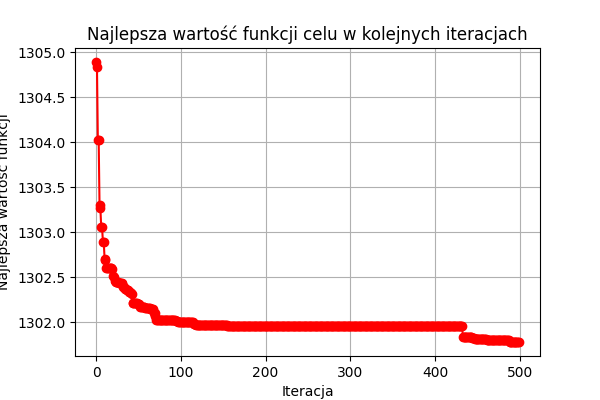 Najlepsza wartość funkcji celu w kolejnych iteracjach
Najlepsza wartość funkcji
1305.0
1304.5
1304.0
1303.5
1303.0
1302.5
1302.0
0 100 200 300 400 500
Iteracja